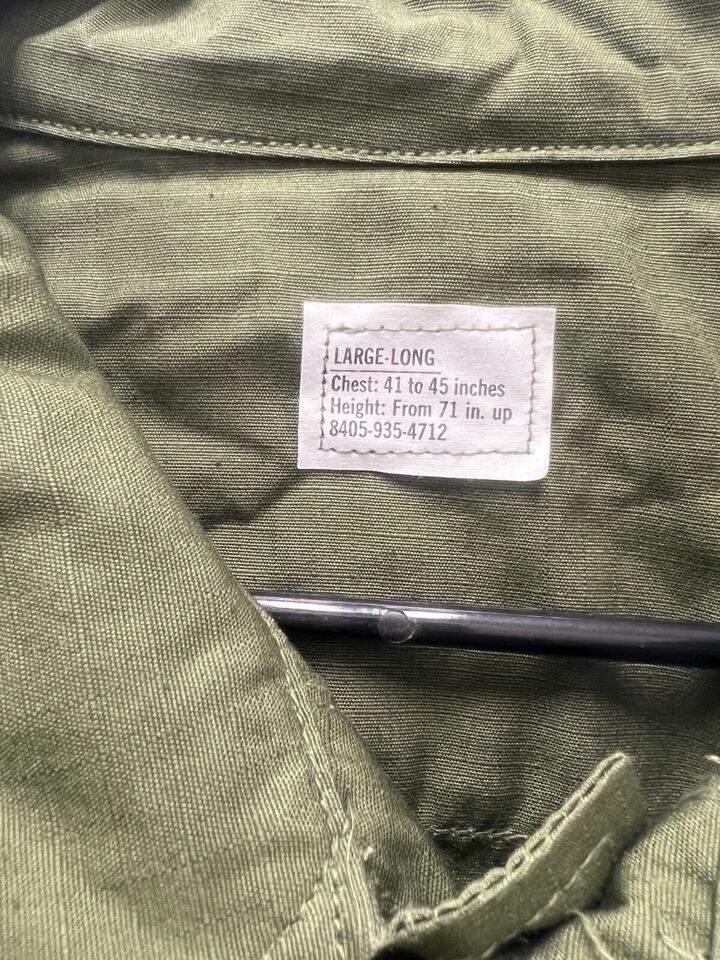 LARGE-LONG
Chest: 41 to 45 inches
Height: From 71 in. up
8405-935-4712